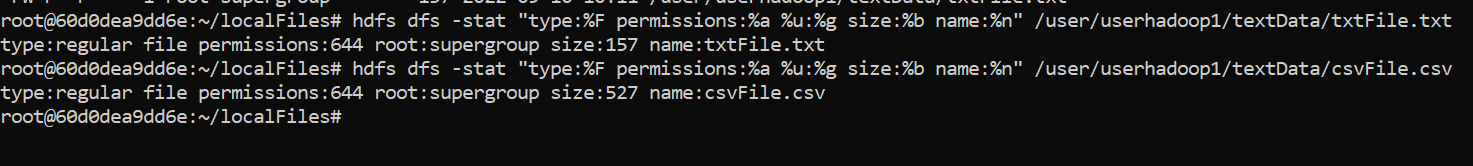 root@60d0dea9dd6e:~/localFiles# hdfs dfs -stat "type:%F permissions:%a %u:%g size:%b name:%n" /user/userhadoop1/textData/txtFile.txt
type:regular file permissions:644 root:supergroup size:157 name:txtFile.txt
root@60d0dea9dd6e:~/localFiles# hdfs dfs -stat "type:%F permissions:%a %u:%g size:%b name:%n" /user/userhadoop1/textData/csvFile.csv
type:regular file permissions:644 root:supergroup size:527 name:csvFile.csv
root@60d0dea9dd6e:~/localFiles#